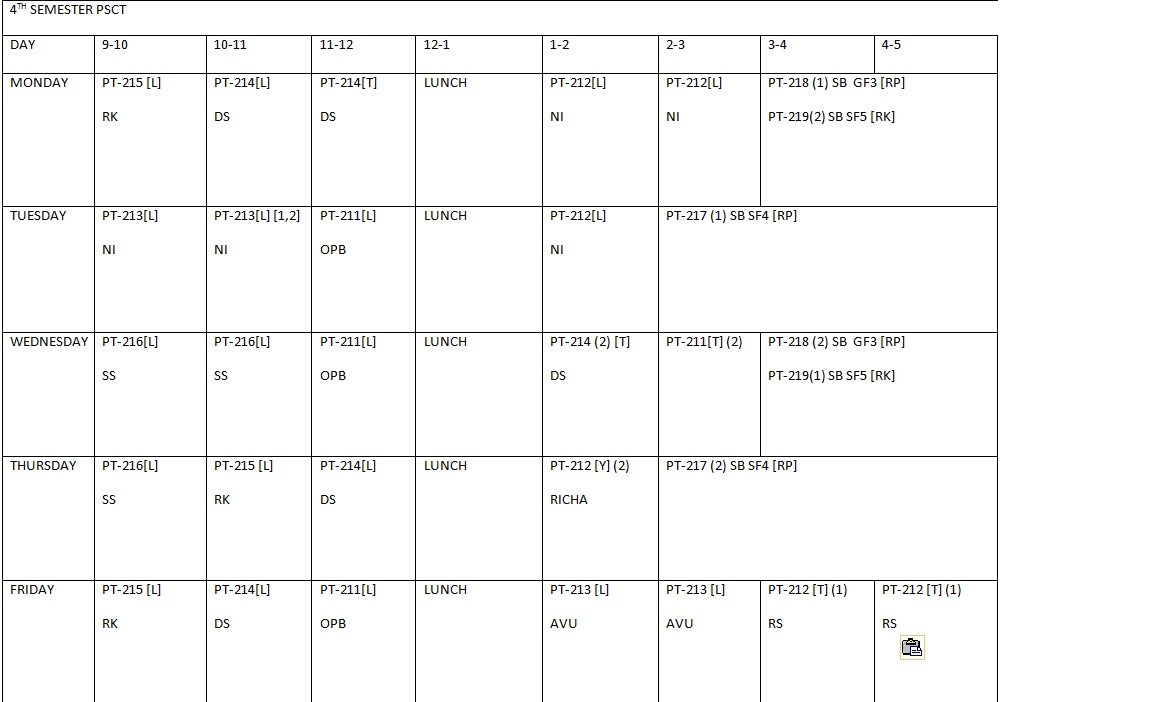 4TH SEMESTER PSCT
DAY 9-10 10-11 11-12 12-1 1-2 2-3 3-4 4-5
MONDAY PT-215 [L] PT-214[L] PT-214[T] LUNCH PT-212[L] PT-212[L] PT-218 (1) SB GF3 [RP]
RK DS DS NI NI PT-219(2) SB SF5 [RK]
TUESDAY PT-213[L] PT-213[L] [1,2] PT-211[L] LUNCH PT-212[L] PT-217 (1) SB SF4 [RP]
NI NI OPB NI
WEDNESDAY PT-216[L] PT-216[L] PT-211[L] LUNCH PT-214 (2) [T] PT-211[T] (2) PT-218 (2) SB GF3 [RP]
SS SS OPB DS PT-219(1) SB SF5 [RK]
THURSDAY PT-216[L] PT-215 [L] PT-214[L] LUNCH PT-212 [Y] (2) PT-217 (2) SB SF4 [RP]
SS RK DS RICHA
FRIDAY PT-215 [L] PT-214[L] PT-211[L] LUNCH PT-213 [L] PT-213 [L] PT-212 [T] (1) PT-212 [T] (1)
RK DS OPB AVU AVU RS RS